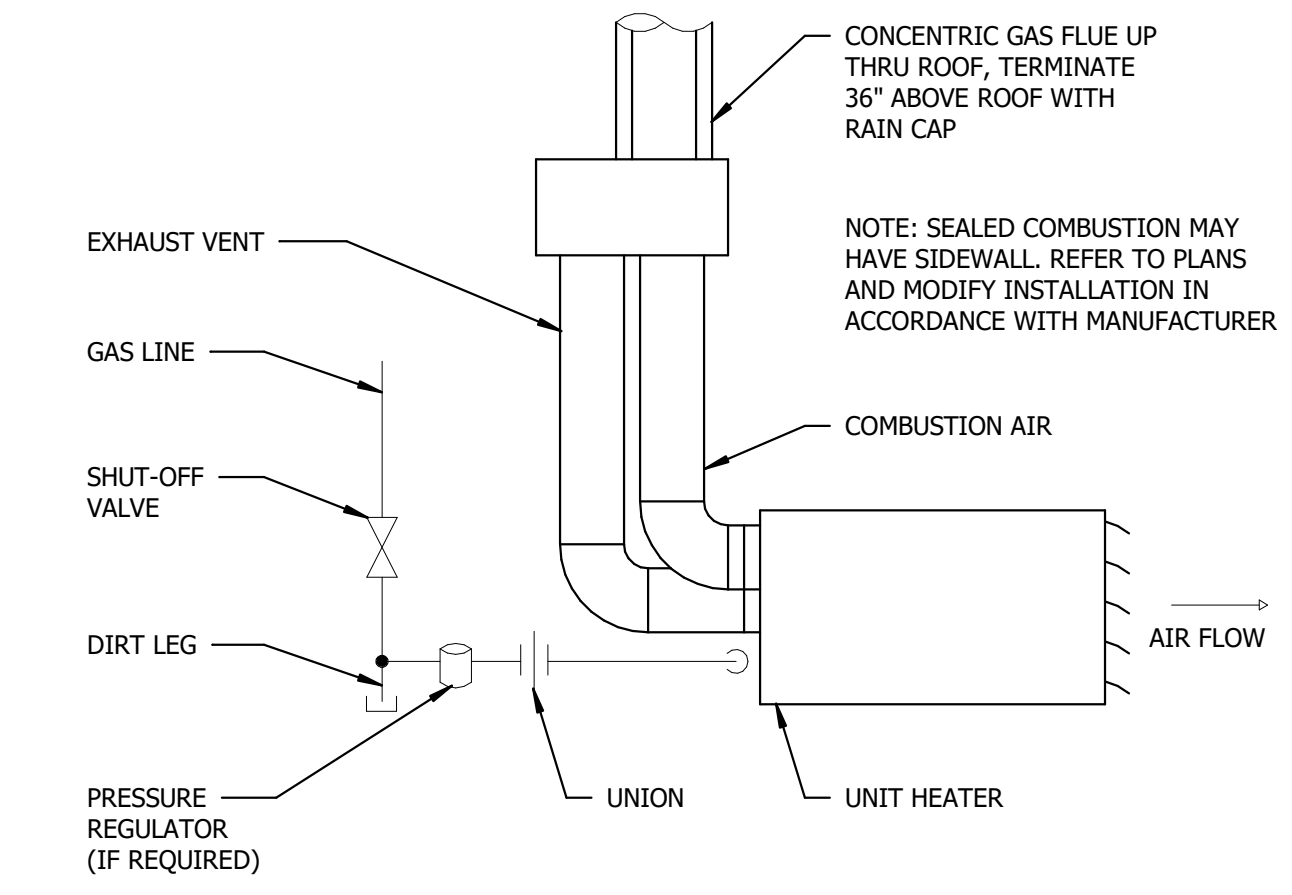 CONCENTRIC GAS FLUE UP
THRU ROOF, TERMINATE
36" ABOVE ROOF WITH
RAIN CAP
NOTE: SEALED COMBUSTION MAY
HAVE SIDEWALL. REFER TO PLANS
AND MODIFY INSTALLATION IN
ACCORDANCE WITH MANUFACTURER
EXHAUST VENT
GAS LINE
COMBUSTION AIR
SHUT-OFF
VALVE
DIRT LEG
AIR FLOW
PRESSURE
REGULATOR
(IF REQUIRED)
UNION
UNIT HEATER